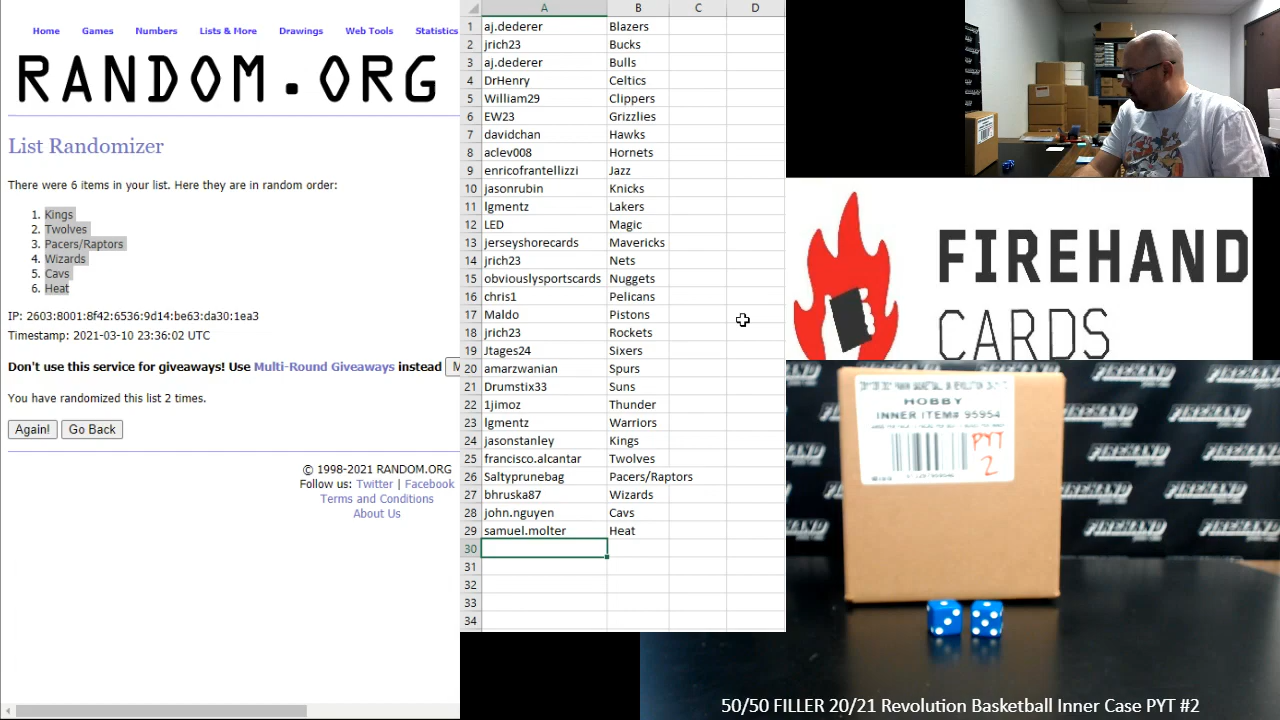 Home Games Numbers Lists & More Drawings Web Tools Statistics
RANDOM.ORG
List Randomizer
There were 6 items in your list. Here they are in random order:
1. Kings
2. Twolves
3. Pacers/Raptors
4. Wizards
5. Cavs
6. Heat
IP: 2603:8001:8f42:6536:9d14:be63:da30:1ea3
Timestamp: 2021-03-10 23:36:02 UTC
Don't use this service for giveaways! Use Multi-Round Giveaways instead
You have randomized this list 2 times.
Again! Go Back
© 1998-2021 RANDOM.ORG
Follow us: Twitter | Facebook
Terms and Conditions
About Us
A B C D
1 aj.dederer Blazers
2 jrich23 Bucks
3 aj.dederer Bulls
4 DrHenry Celtics
5 William29 Clippers
6 EW23 Grizzlies
7 davidchan Hawks
8 aclev008 Hornets
9 enricofrantellizzi Jazz
10 jasonrubin Knicks
11 lgmentz Lakers
12 LED Magic
13 jerseyshorecards Mavericks
14 jrich23 Nets
15 obviouslysportscards Nuggets
16 chris1 Pelicans
17 Maldo Pistons
18 jrich23 Rockets
19 Jtages24 Sixers
20 amarzwanian Spurs
21 Drumstix33 Suns
22 1jimoz Thunder
23 lgmentz Warriors
24 jasonstanley Kings
25 francisco.alcantar Twolves
26 Saltyprunebag Pacers/Raptors
27 bhruska87 Wizards
28 john.nguyen Cavs
29 samuel.molter Heat
30
31
32
33
34
FIREHAND
CARDS
HOBBY
INNER ITEM# 95954
PYT
2
FIREHAND
50/50 FILLER 20/21 Revolution Basketball Inner Case PYT #2